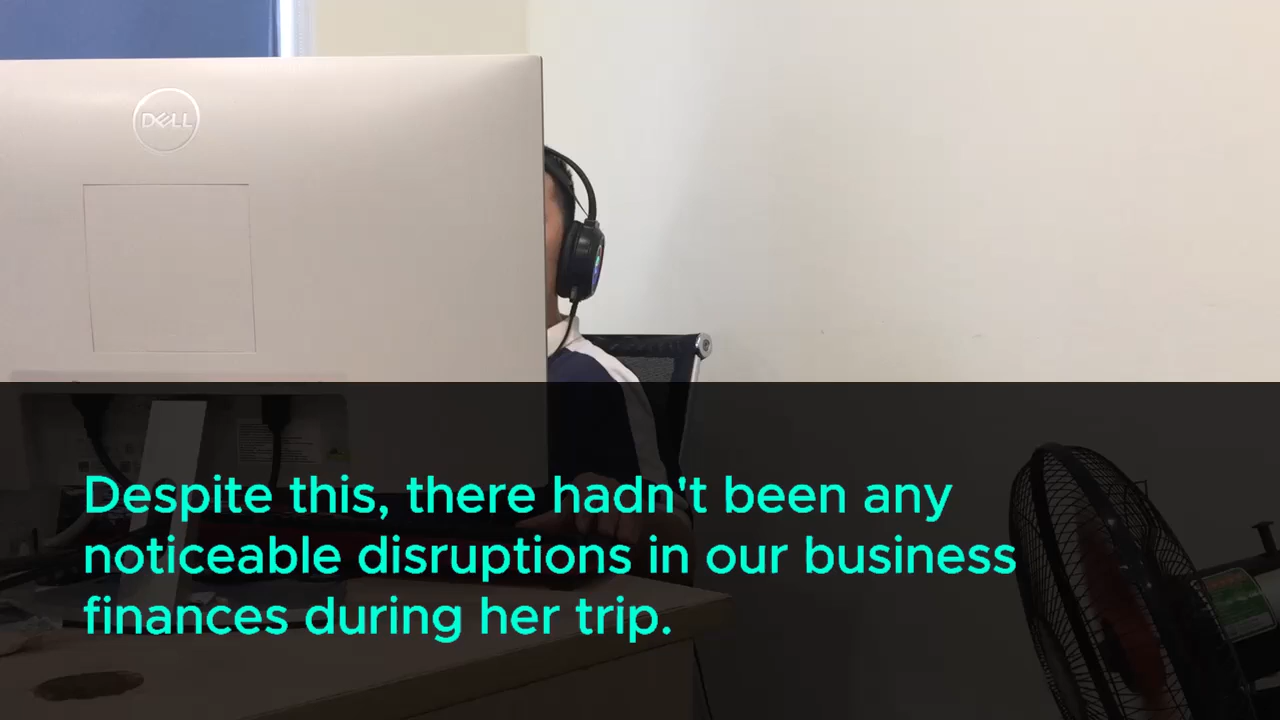 DELL
Despite this, there hadn't been any
noticeable disruptions in our business
finances during her trip.